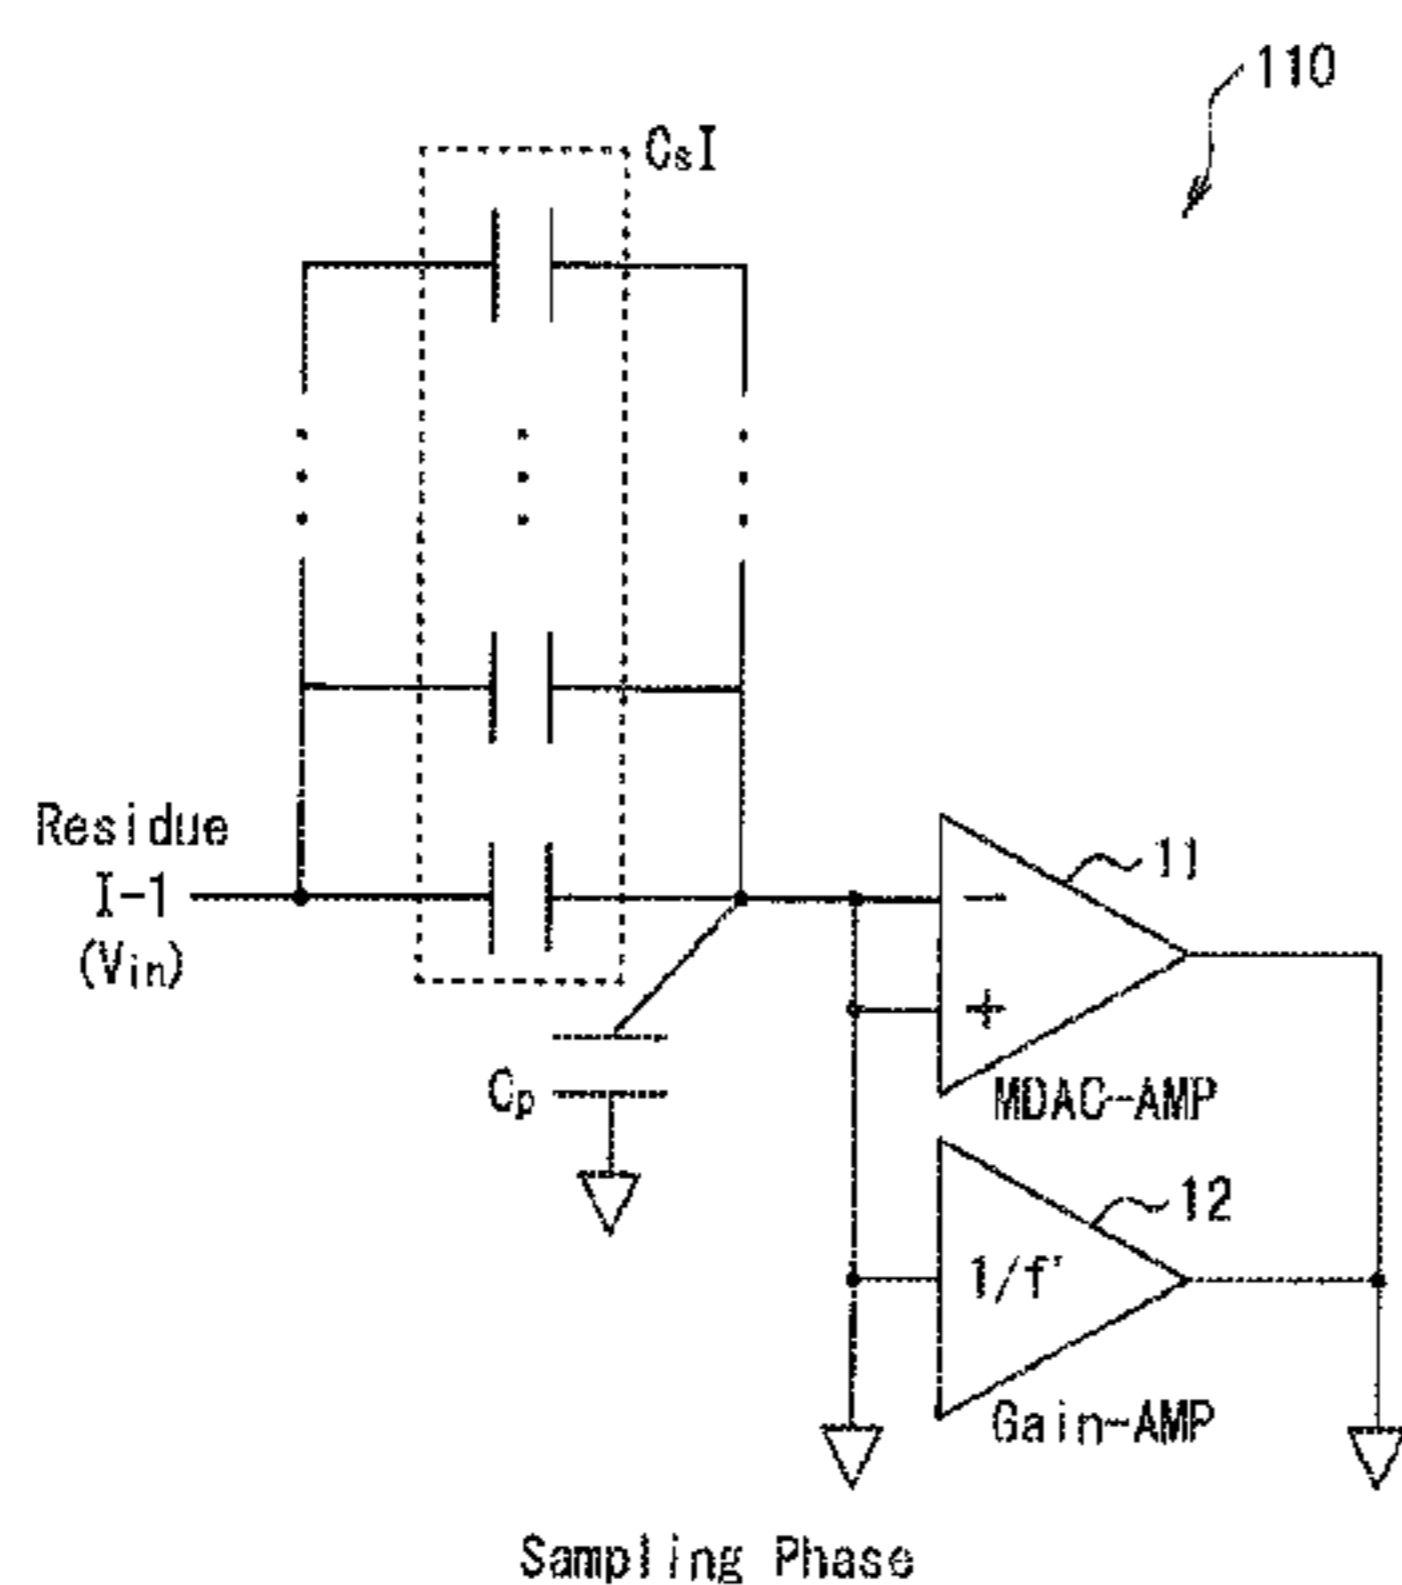 110
CsI
Residue
I-1
(Vin)
11
−
+
Cp
MDAC-AMP
12
1/f'
Gain-AMP
Sampling Phase